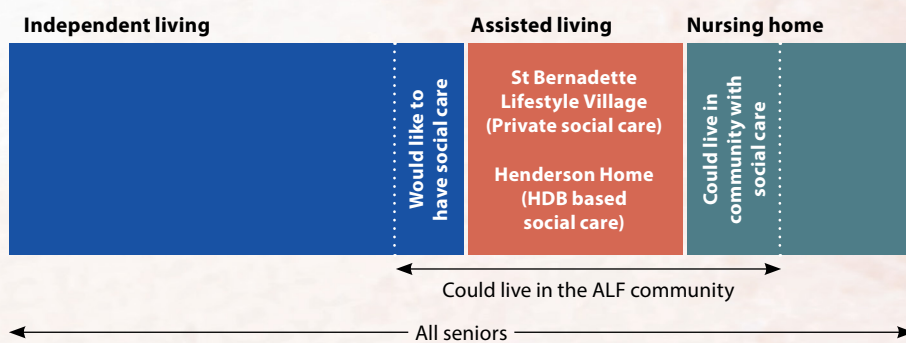 Independent living
Assisted living
Nursing home
Would like to
have social care
St Bernadette
Lifestyle Village
(Private social care)
Henderson Home
(HDB based
social care)
Could live in
community with
social care
Could live in the ALF community
All seniors